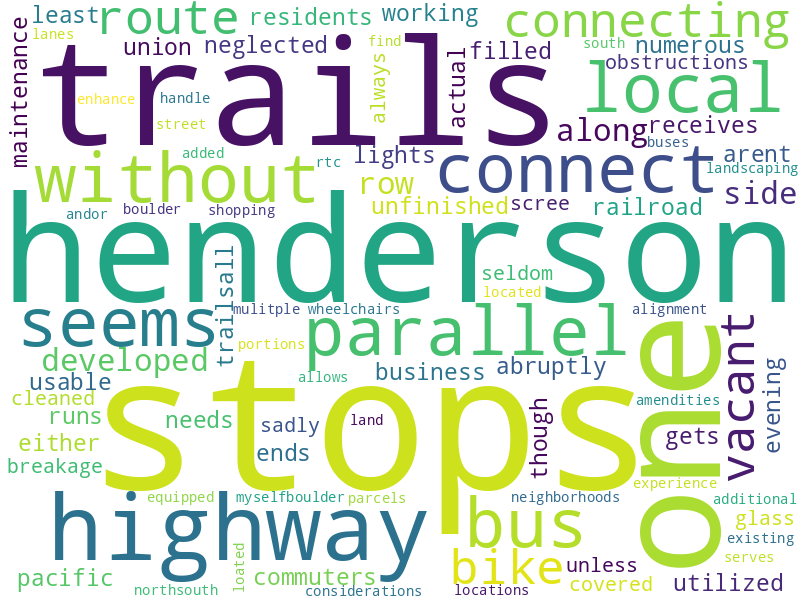 least route residents working connecting
lanes
maintenance union neglected find filled south numerous
trails always actual obstructions local
enhance handle
street along receives
added rtc lights buses arent
without connect landscaping
andor boulder shopping row unfinished scree railroad side
henderson
seldom
located
trailsall mulitple wheelchairs alignment
seems parallel one vacant
portions
developed business abruptly evening
usable allows
cleaned stops though amendities
runs needs sadly land gets
either ends
breakage experience
equipped myselfboulder parcels neighborhoods additional
highway bus glass
existing
bike unless serves
pacific loated commuters covered utilized
northsouth considerations locations